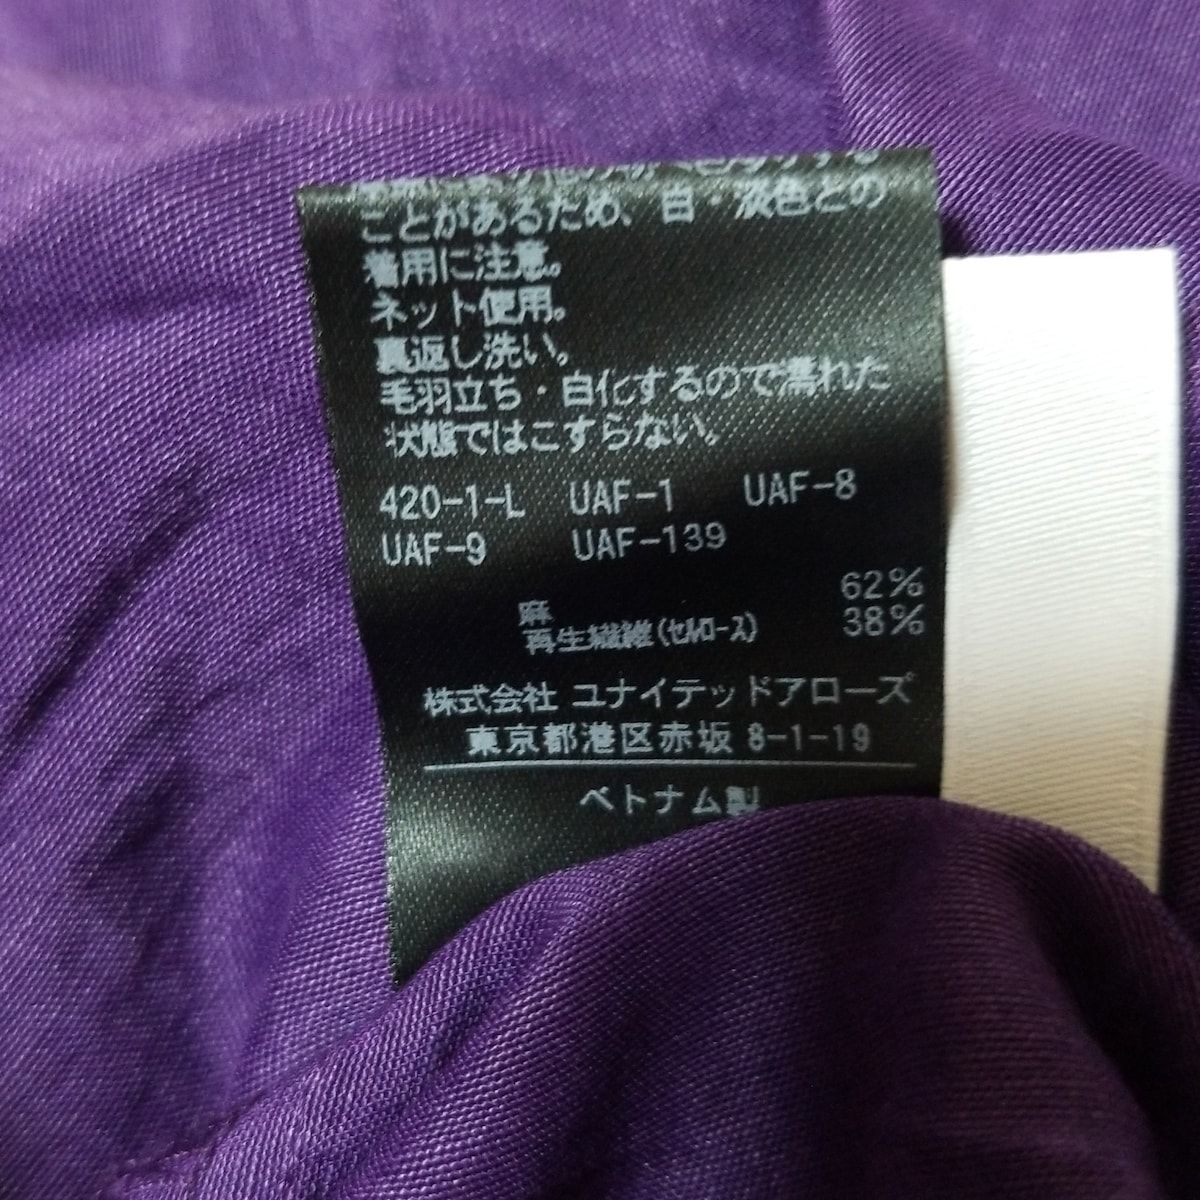 ことがあるため、白・淡色との
着用に注意。
ネット使用。
裏返し洗い。
毛羽立ち・白化するので濡れた
状態ではこすらない。
420-1-L UAF-1 UAF-8
UAF-9 UAF-139
麻 62%
再生繊維(セルロース) 38%
株式会社 ユナイテッドアローズ
東京都港区赤坂 8-1-19
ベトナム製